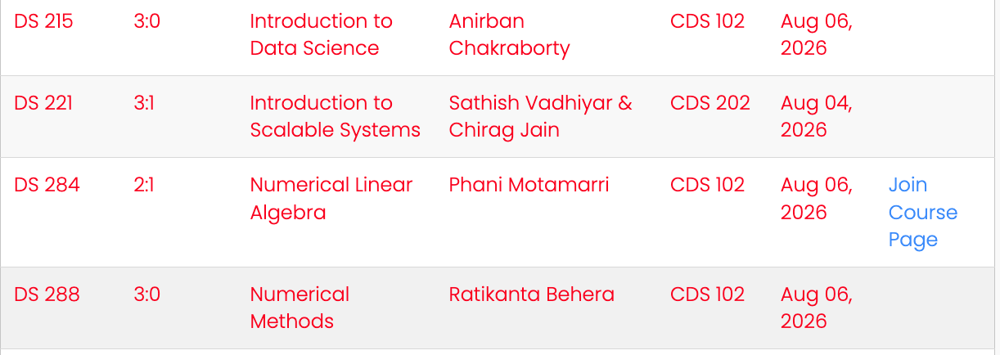 DS 215 3:0 Introduction to Anirban CDS 102 Aug 06,
Data Science Chakraborty 2026
DS 221 3:1 Introduction to Sathish Vadhiyar & CDS 202 Aug 04,
Scalable Systems Chirag Jain 2026
DS 284 2:1 Numerical Linear Phani Motamarri CDS 102 Aug 06, Join
Algebra 2026 Course
Page
DS 288 3:0 Numerical Ratikanta Behera CDS 102 Aug 06,
Methods 2026